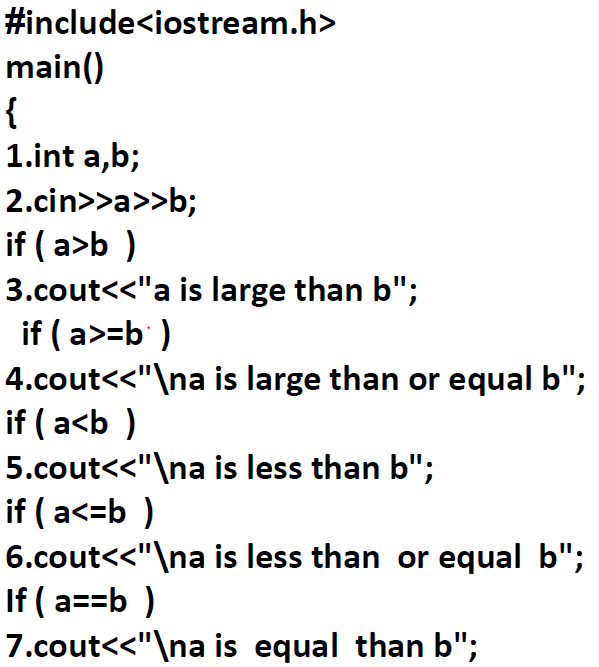 #include<iostream.h>
main()
{
1.int a,b;
2.cin>>a>>b;
if ( a>b  )
3.cout<<"a is large than b";
if ( a>=b  )
4.cout<<"\na is large than or equal b";
if ( a<b  )
5.cout<<"\na is less than b";
if ( a<=b  )
6.cout<<"\na is less than  or equal  b";
If ( a==b  )
7.cout<<"\na is  equal  than b";